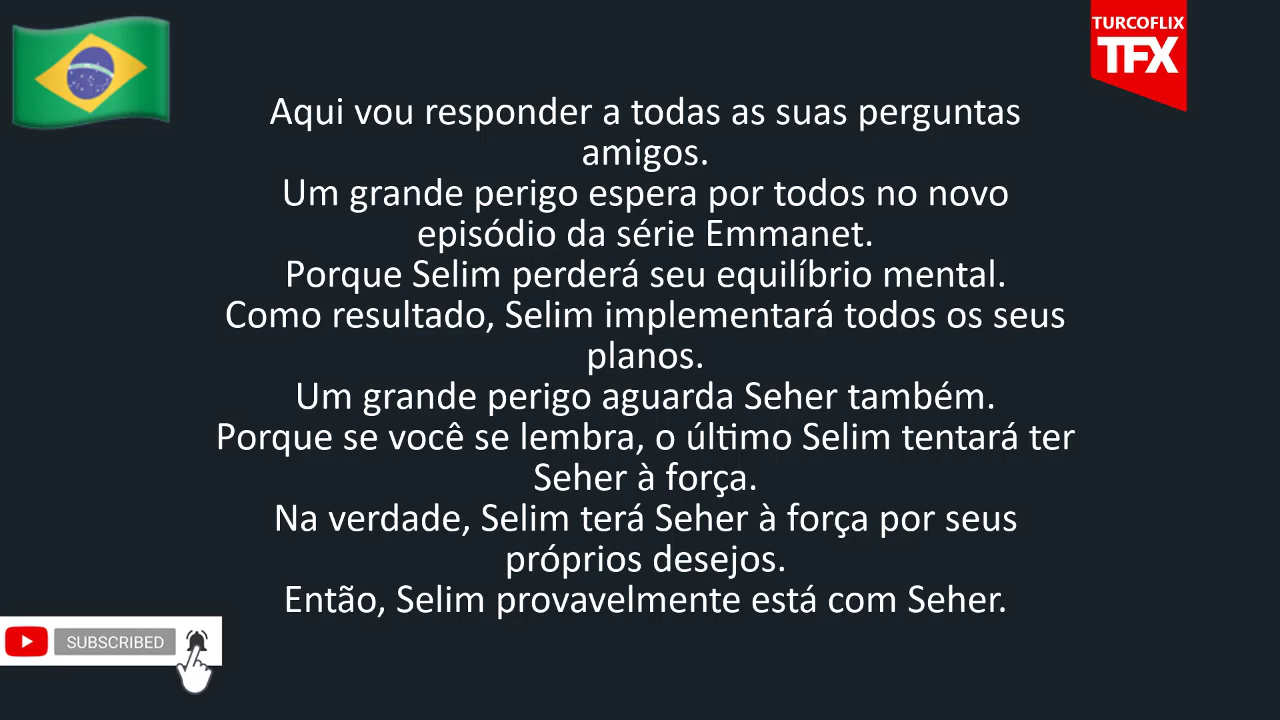 TURCOFLIX
TFX
Aqui vou responder a todas as suas perguntas
amigos.
Um grande perigo espera por todos no novo
episódio da série Emmanet.
Porque Selim perderá seu equilíbrio mental.
Como resultado, Selim implementará todos os seus
planos.
Um grande perigo aguarda Seher também.
Porque se você se lembra, o último Selim tentará ter
Seher à força.
Na verdade, Selim terá Seher à força por seus
próprios desejos.
Então, Selim provavelmente está com Seher.
SUBSCRIBED